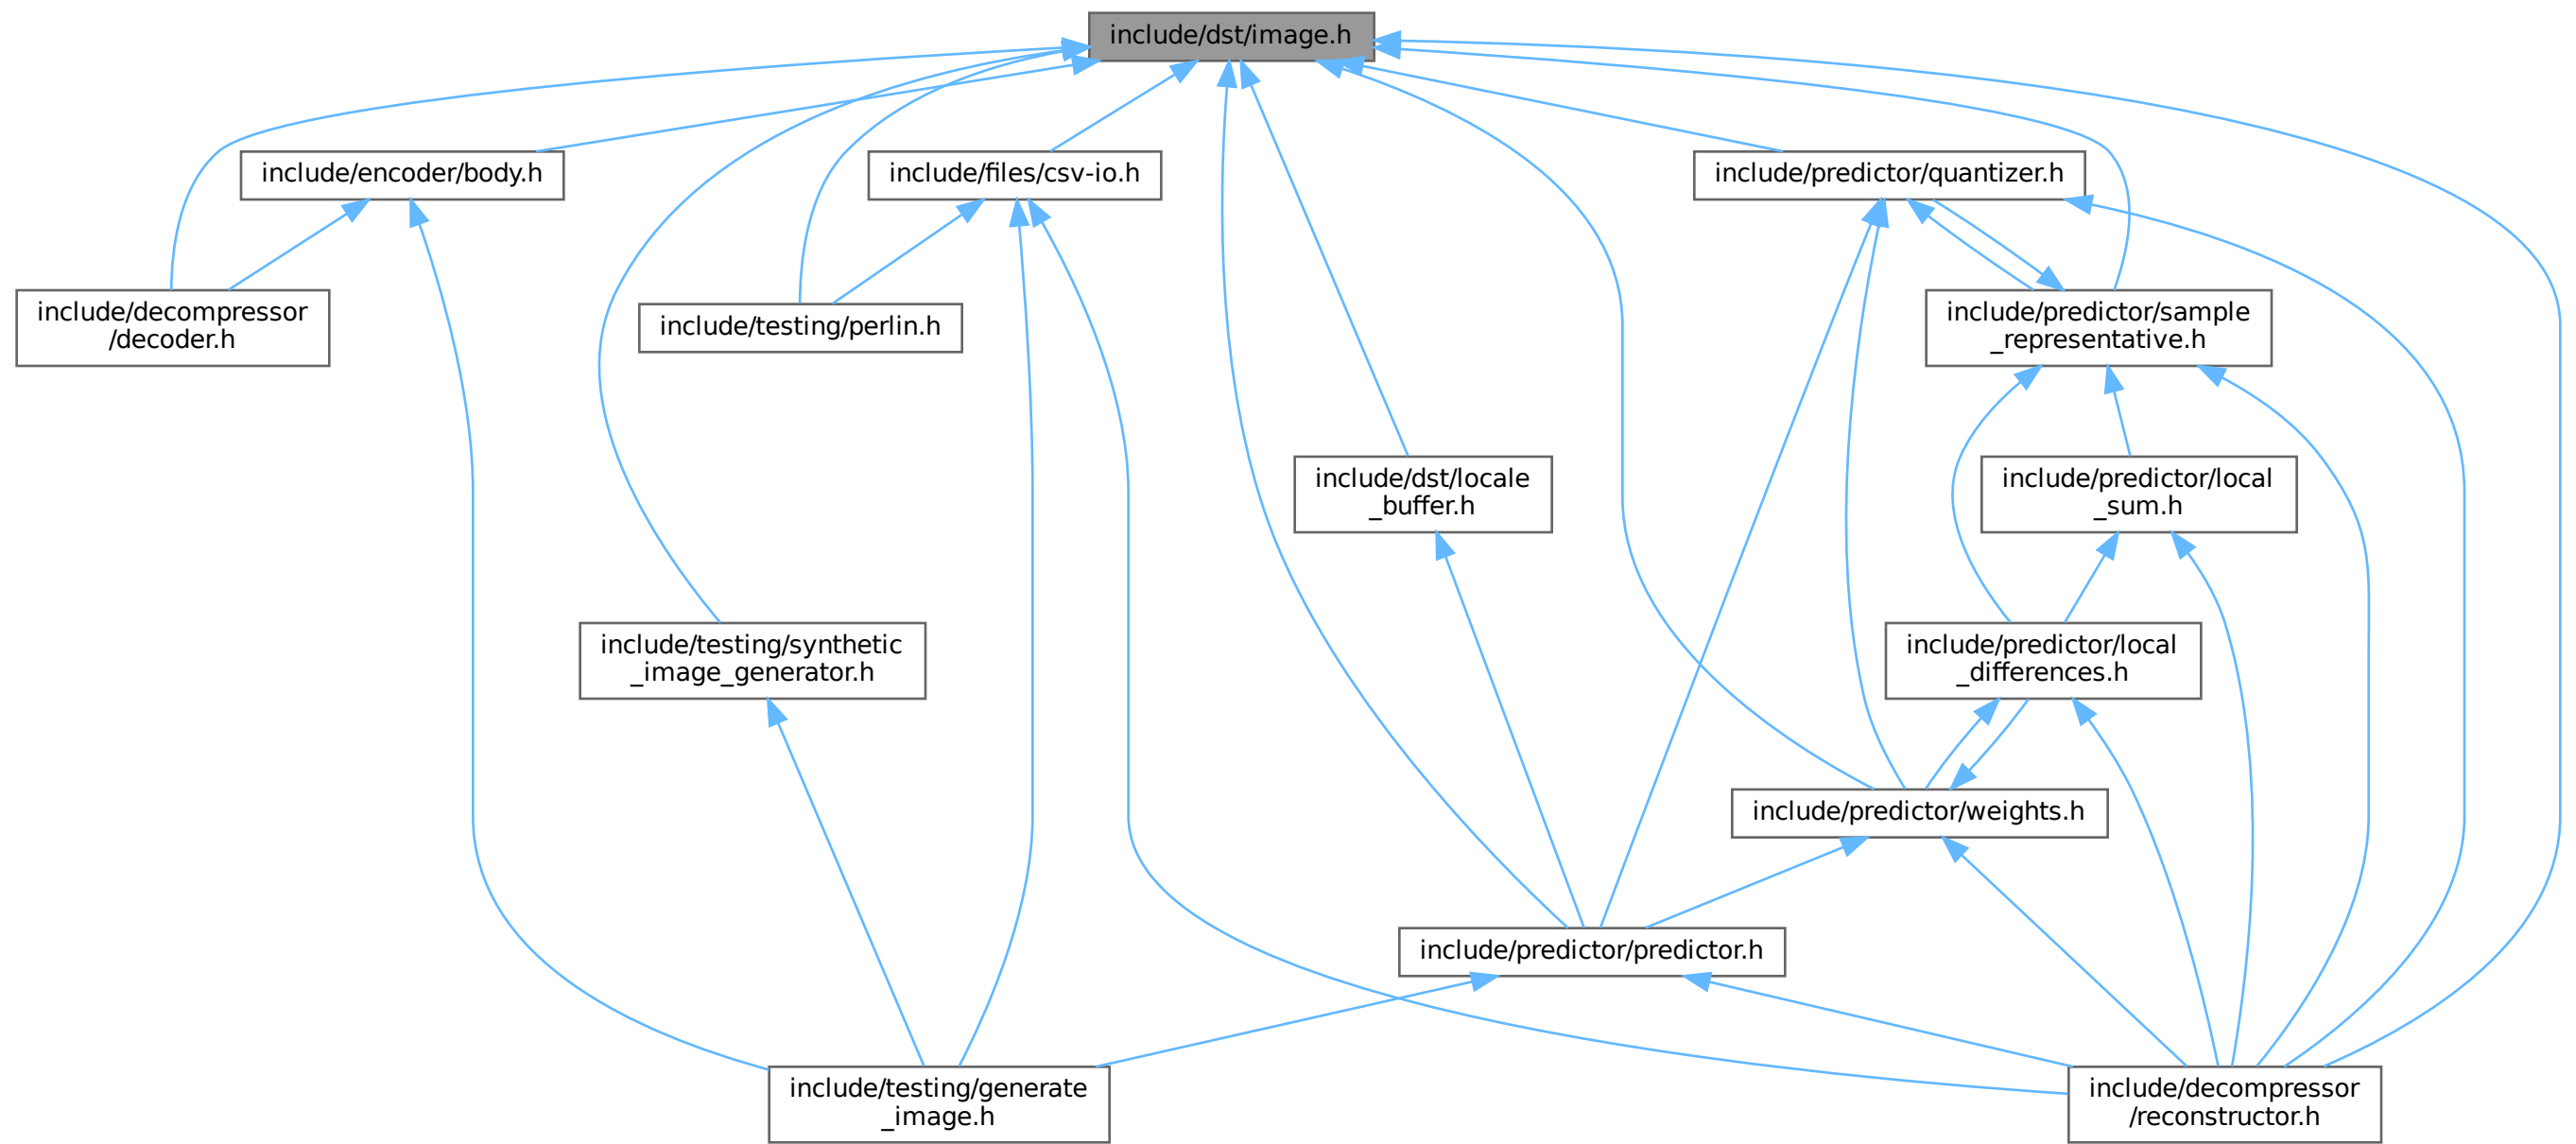 include/dst/image.h
include/encoder/body.h
include/files/csv-io.h
include/predictor/quantizer.h
include/decompressor
/decoder.h
include/testing/perlin.h
include/predictor/sample
_representative.h
include/dst/locale
_buffer.h
include/predictor/local
_sum.h
include/testing/synthetic
_image_generator.h
include/predictor/local
_differences.h
include/predictor/weights.h
include/predictor/predictor.h
include/testing/generate
_image.h
include/decompressor
/reconstructor.h